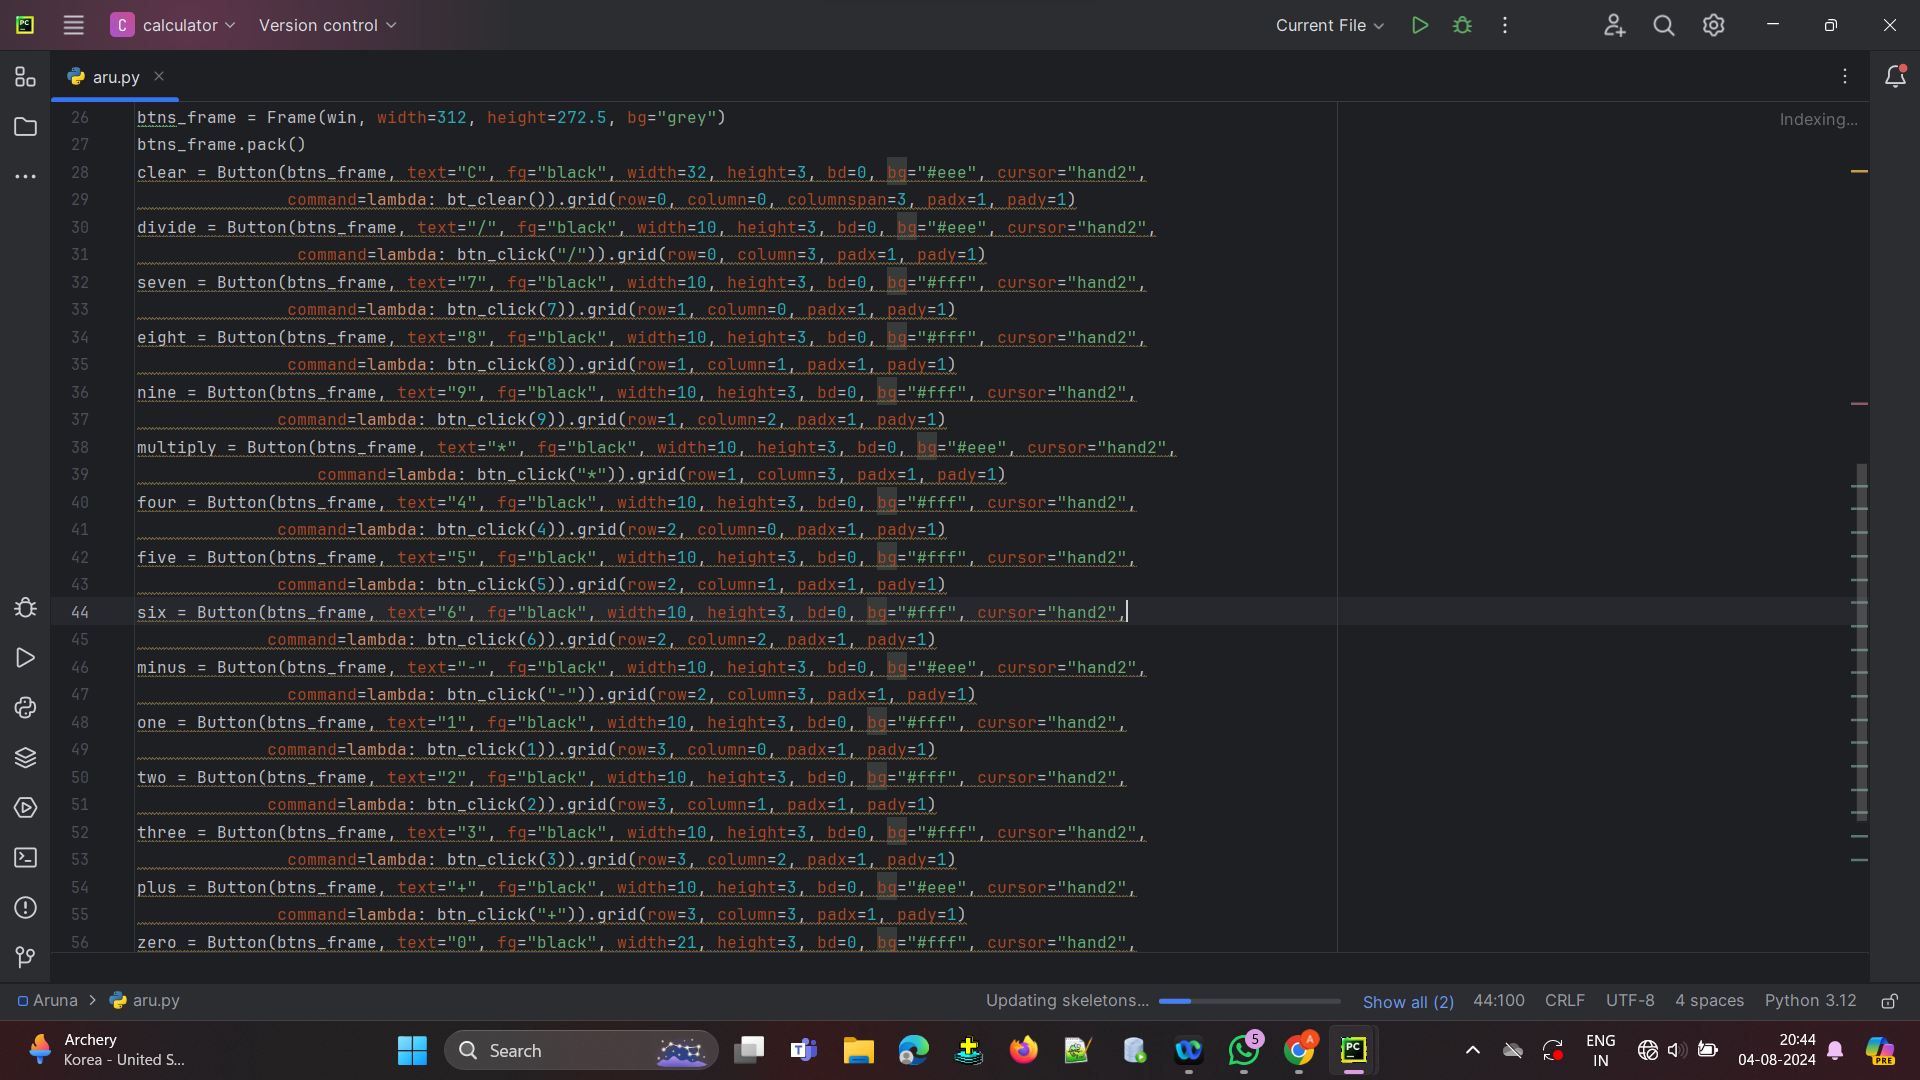 PC
C calculator Version control
Current File
aru.py
Indexing...
26 btns_frame = Frame(win, width=312, height=272.5, bg="grey")
27 btns_frame.pack()
28 clear = Button(btns_frame, text="C", fg="black", width=32, height=3, bd=0, bg="#eee", cursor="hand2",
29 command=lambda: bt_clear()).grid(row=0, column=0, columnspan=3, padx=1, pady=1)
30 divide = Button(btns_frame, text="/", fg="black", width=10, height=3, bd=0, bg="#eee", cursor="hand2",
31 command=lambda: btn_click("/")).grid(row=0, column=3, padx=1, pady=1)
32 seven = Button(btns_frame, text="7", fg="black", width=10, height=3, bd=0, bg="#fff", cursor="hand2",
33 command=lambda: btn_click(7)).grid(row=1, column=0, padx=1, pady=1)
34 eight = Button(btns_frame, text="8", fg="black", width=10, height=3, bd=0, bg="#fff", cursor="hand2",
35 command=lambda: btn_click(8)).grid(row=1, column=1, padx=1, pady=1)
36 nine = Button(btns_frame, text="9", fg="black", width=10, height=3, bd=0, bg="#fff", cursor="hand2",
37 command=lambda: btn_click(9)).grid(row=1, column=2, padx=1, pady=1)
38 multiply = Button(btns_frame, text="*", fg="black", width=10, height=3, bd=0, bg="#eee", cursor="hand2",
39 command=lambda: btn_click("*")).grid(row=1, column=3, padx=1, pady=1)
40 four = Button(btns_frame, text="4", fg="black", width=10, height=3, bd=0, bg="#fff", cursor="hand2",
41 command=lambda: btn_click(4)).grid(row=2, column=0, padx=1, pady=1)
42 five = Button(btns_frame, text="5", fg="black", width=10, height=3, bd=0, bg="#fff", cursor="hand2",
43 command=lambda: btn_click(5)).grid(row=2, column=1, padx=1, pady=1)
44 six = Button(btns_frame, text="6", fg="black", width=10, height=3, bd=0, bg="#fff", cursor="hand2",
45 command=lambda: btn_click(6)).grid(row=2, column=2, padx=1, pady=1)
46 minus = Button(btns_frame, text="-", fg="black", width=10, height=3, bd=0, bg="#eee", cursor="hand2",
47 command=lambda: btn_click("-")).grid(row=2, column=3, padx=1, pady=1)
48 one = Button(btns_frame, text="1", fg="black", width=10, height=3, bd=0, bg="#fff", cursor="hand2",
49 command=lambda: btn_click(1)).grid(row=3, column=0, padx=1, pady=1)
50 two = Button(btns_frame, text="2", fg="black", width=10, height=3, bd=0, bg="#fff", cursor="hand2",
51 command=lambda: btn_click(2)).grid(row=3, column=1, padx=1, pady=1)
52 three = Button(btns_frame, text="3", fg="black", width=10, height=3, bd=0, bg="#fff", cursor="hand2",
53 command=lambda: btn_click(3)).grid(row=3, column=2, padx=1, pady=1)
54 plus = Button(btns_frame, text="+", fg="black", width=10, height=3, bd=0, bg="#eee", cursor="hand2",
55 command=lambda: btn_click("+")).grid(row=3, column=3, padx=1, pady=1)
56 zero = Button(btns_frame, text="0", fg="black", width=21, height=3, bd=0, bg="#fff", cursor="hand2",
Aruna > aru.py
Updating skeletons... Show all (2) 44:100 CRLF UTF-8 4 spaces Python 3.12
Archery
Korea - United S...
Search
5
A
PC
ENG
IN
20:44
04-08-2024
PRE